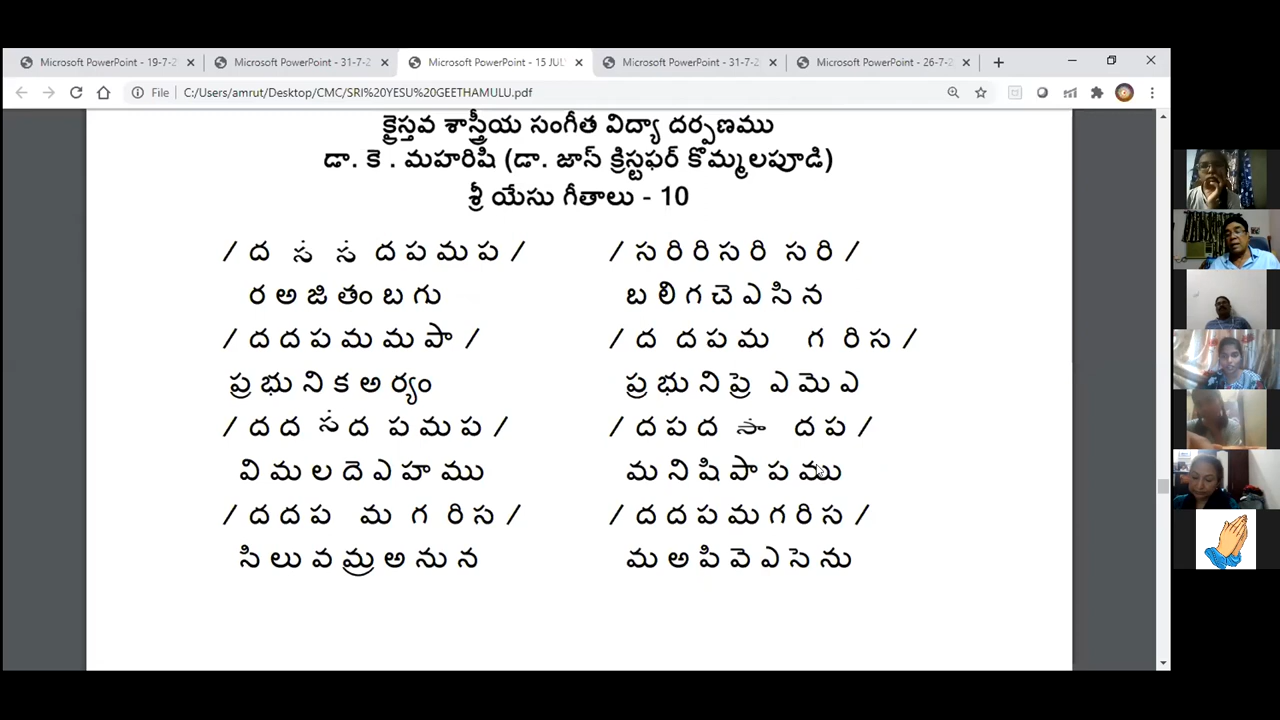 Microsoft PowerPoint - 19-7-2
Microsoft PowerPoint - 31-7-2
Microsoft PowerPoint - 15 JUL
Microsoft PowerPoint - 31-7-2
Microsoft PowerPoint - 26-7-2
File C:/Users/amrut/Desktop/CMC/SRI%20YESU%20GEETHAMULU.pdf
క్రైస్తవ శాస్త్రీయ సంగీత విద్యా దర్పణము
డా. కె . మహరిషి (డా. జాస్ క్రిస్టఫర్ కొమ్మలపూడి)
శ్రీ యేసు గీతాలు - 10
/ ద స̇ స̇ ద ప మ ప /
ర అ జి తం బ గు
/ ద ద ప మ మ పా /
ప్ర భు ని క అ ర్యం
/ ద ద స̇ ద ప మ ప /
వి మ ల దె ఎ హ ము
/ ద ద ప మ గ రి స /
సి లు వ మ్ర అ ను న
/ స రి రి స రి స రి /
బ లి గ చె ఎ సి న
/ ద ద ప మ గ రి స /
ప్ర భు ని ప్రె ఎ మె ఎ
/ ద ప ద సా̇ ద ప /
మ ని షి పా ప ము
/ ద ద ప మ గ రి స /
మ అ పి వె ఎ సె ను